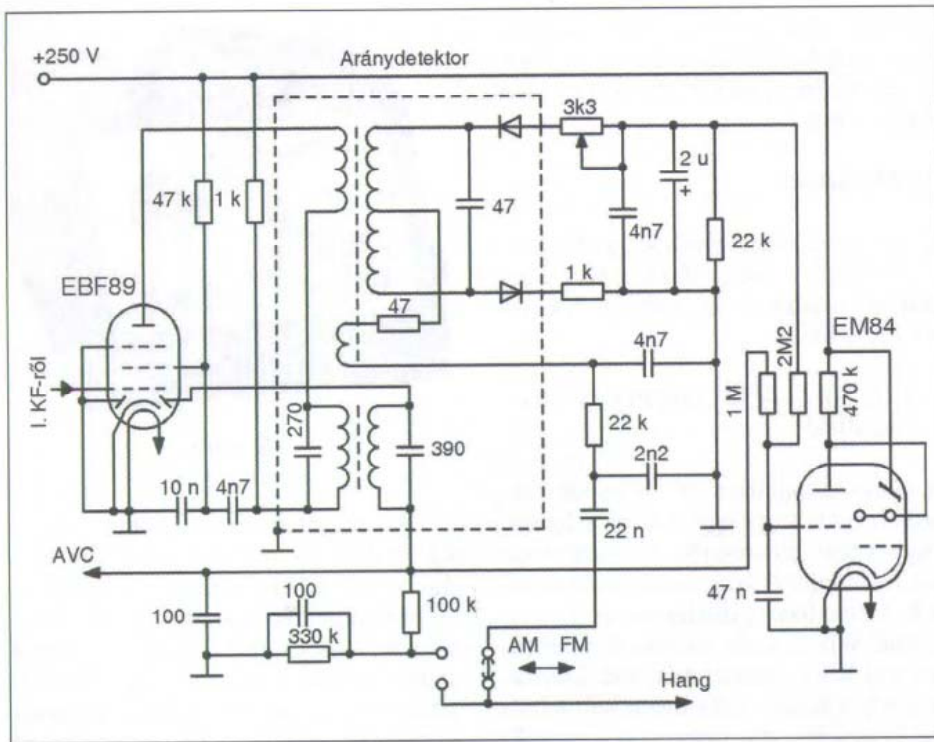 +250 V
Aránydetektor
3k3
2 u
+
47 k
1 k
47
4n7
22 k
EBF89
1 k
47
4n7
EM84
I. KF-ről
1 M
2M2
470 k
270
390
22 k
2n2
10 n
4n7
22 n
AVC
47 n
100
100
330 k
100 k
AM
FM
Hang